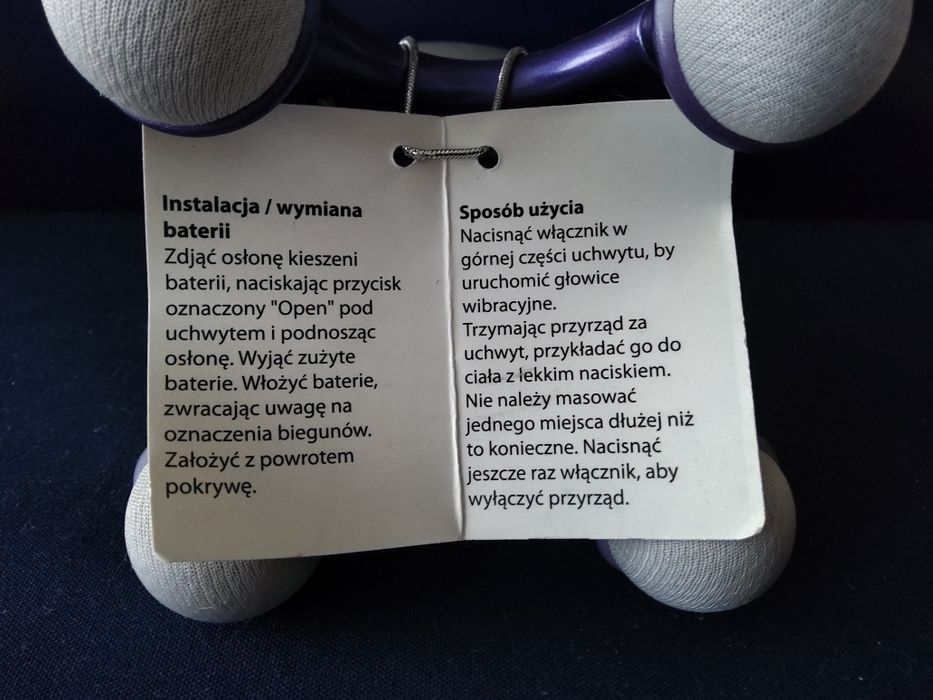 Instalacja / wymiana
baterii
Zdjąć osłonę kieszeni
baterii, naciskając przycisk
oznaczony "Open" pod
uchwytem i podnosząc
osłonę. Wyjąć zużyte
baterie. Włożyć baterie,
zwracając uwagę na
oznaczenia biegunów.
Założyć z powrotem
pokrywę.
Sposób użycia
Nacisnąć włącznik w
górnej części uchwytu, by
uruchomić głowice
wibracyjne.
Trzymając przyrząd za
uchwyt, przykładać go do
ciała z lekkim naciskiem.
Nie należy masować
jednego miejsca dłużej niż
to konieczne. Nacisnąć
jeszcze raz włącznik, aby
wyłączyć przyrząd.